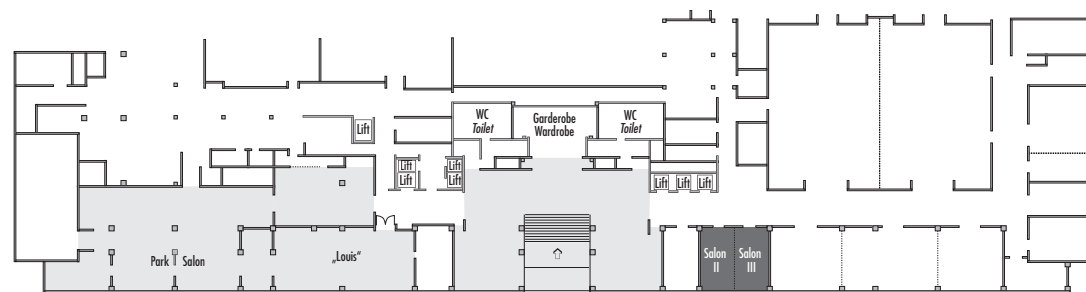 WC
Toilet
Garderobe
Wardrobe
WC
Toilet
Lift
Lift
Lift
Lift
Lift
Lift
Lift
Lift
Park Salon
„Louis“
Salon
II
Salon
III